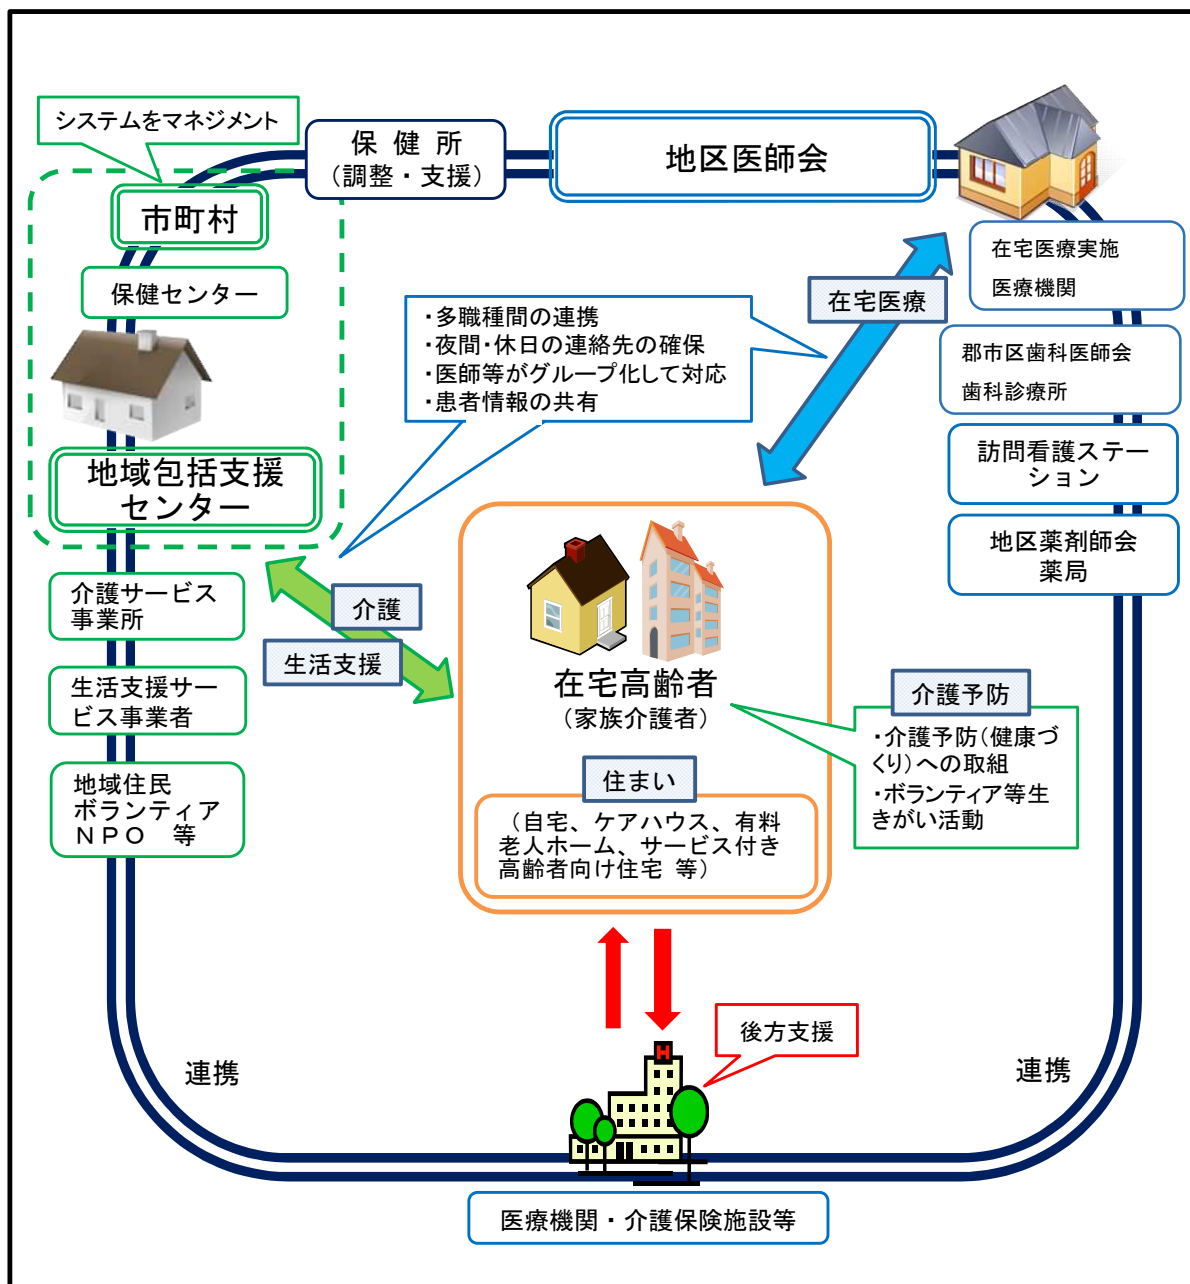 システムをマネジメント
保 健 所
（調整・支援）
地区医師会
市町村
保健センター
地域包括支援
センター
介護サービス
事業所
生活支援サー
ビス事業者
地域住民
ボランティア
ＮＰＯ 等
・多職種間の連携
・夜間・休日の連絡先の確保
・医師等がグループ化して対応
・患者情報の共有
在宅医療
在宅医療実施
医療機関
郡市区歯科医師会
歯科診療所
訪問看護ステー
ション
地区薬剤師会
薬局
介護
生活支援
在宅高齢者
（家族介護者）
住まい
（自宅、ケアハウス、有料
老人ホーム、サービス付き
高齢者向け住宅 等）
介護予防
・介護予防（健康づ
くり）への取組
・ボランティア等生
きがい活動
後方支援
連携
連携
H
医療機関・介護保険施設等